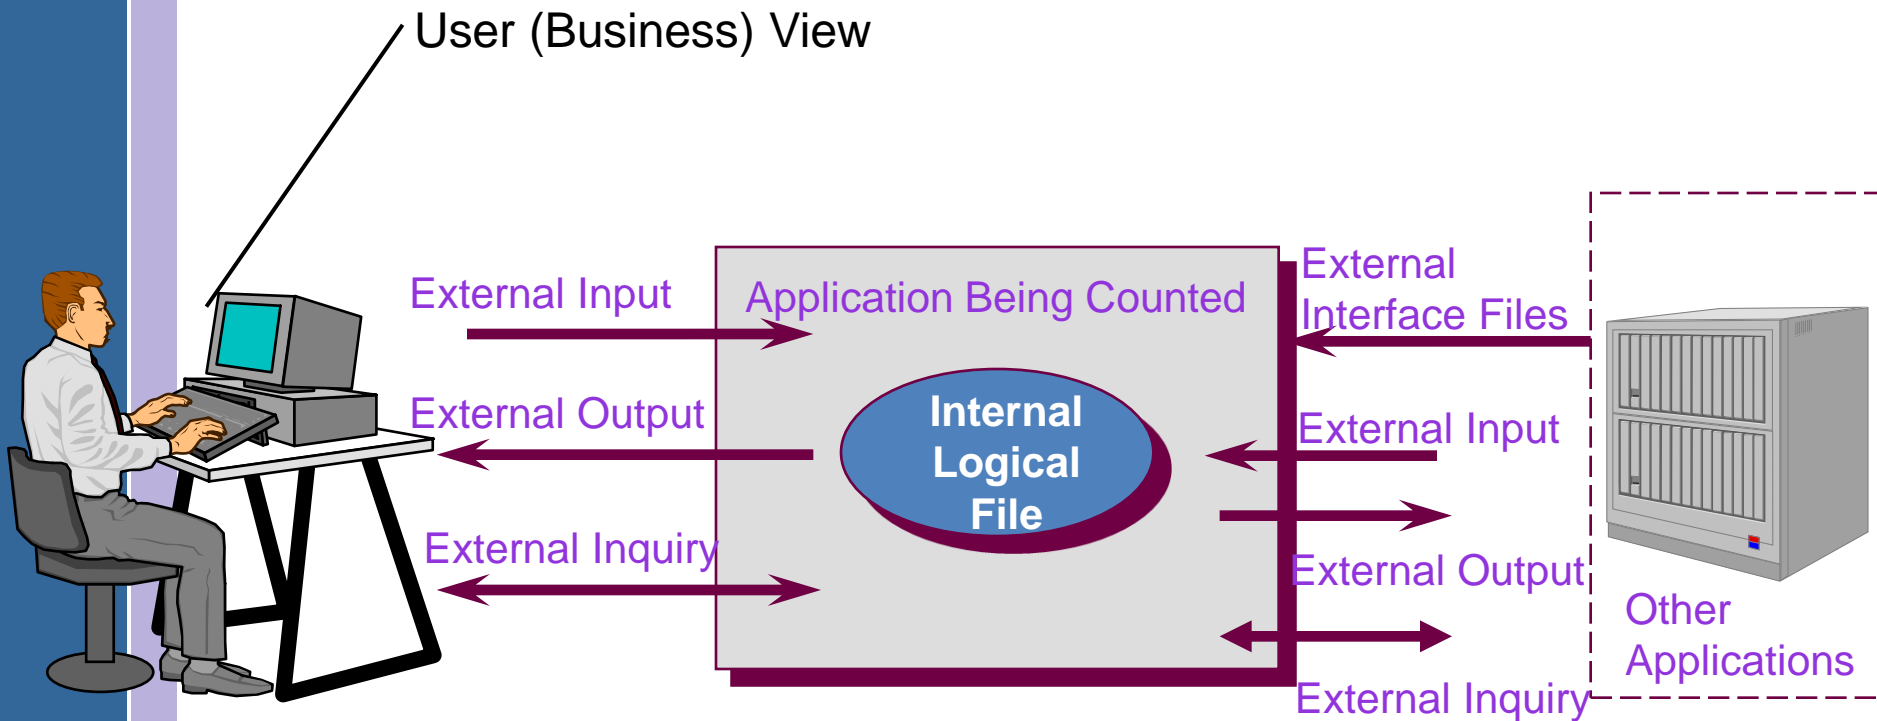 User (Business) View
External Input
Application Being Counted
External
Interface Files
External Output
Internal
Logical
File
External Input
External Inquiry
External Output
Other
Applications
External Inquiry